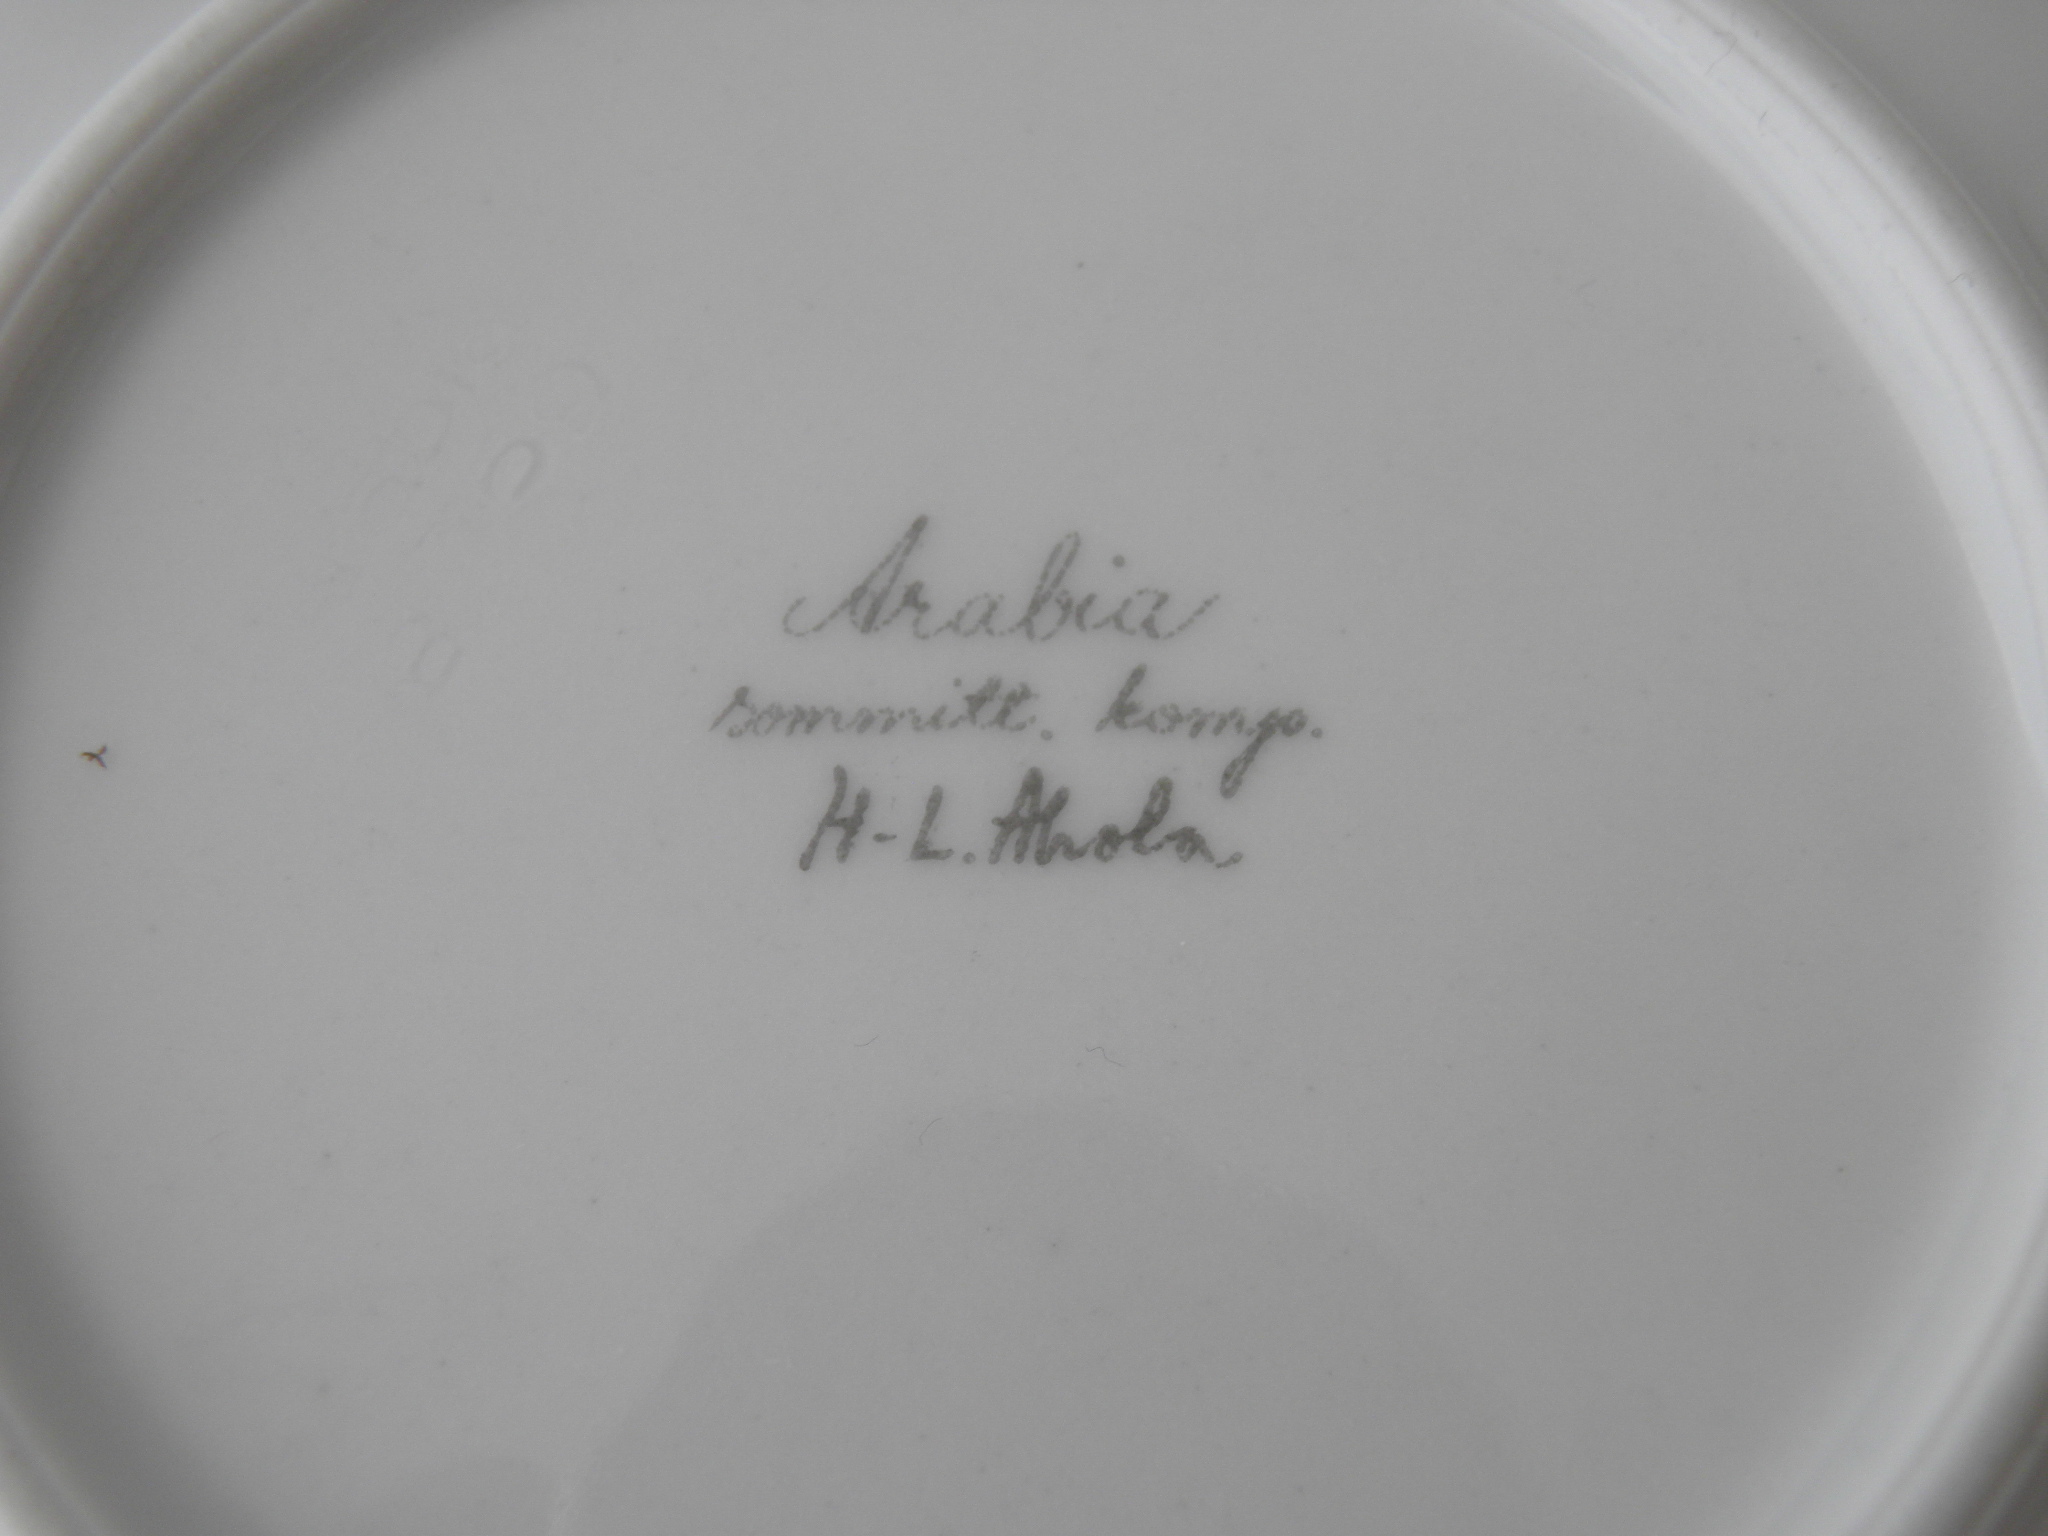 Arabia
sommitt. komp.
H-L. Ahola.